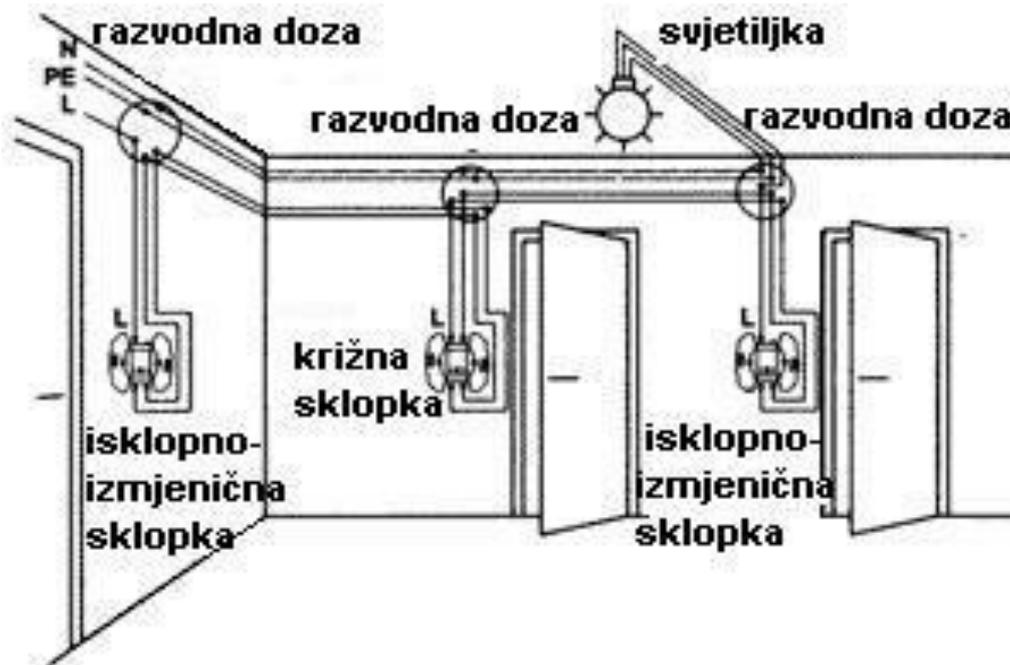 razvodna doza
svjetiljka
N
PE
L
razvodna doza
razvodna doza
L
L
L
križna
sklopka
isklopno-
izmjenična
sklopka
isklopno-
izmjenična
sklopka